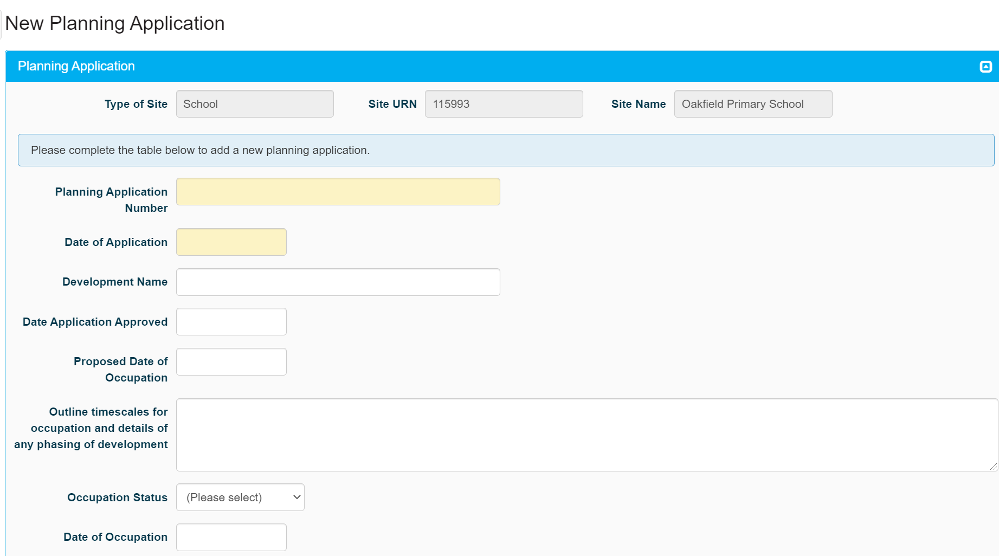 New Planning Application
Planning Application
Type of Site School Site URN 115993 Site Name Oakfield Primary School
Please complete the table below to add a new planning application.
Planning Application
Number
Date of Application
Development Name
Date Application Approved
Proposed Date of
Occupation
Outline timescales for
occupation and details of
any phasing of development
Occupation Status (Please select)
Date of Occupation